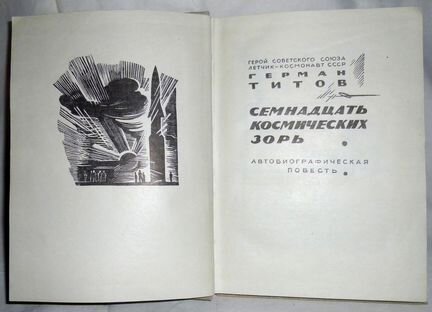 ГЕРОЙ СОВЕТСКОГО СОЮЗА
ЛЕТЧИК-КОСМОНАВТ СССР
ГЕРМАН
ТИТОВ
СЕМНАДЦАТЬ
КОСМИЧЕСКИХ
ЗОРЬ
АВТОБИОГРАФИЧЕСКАЯ
ПОВЕСТЬ